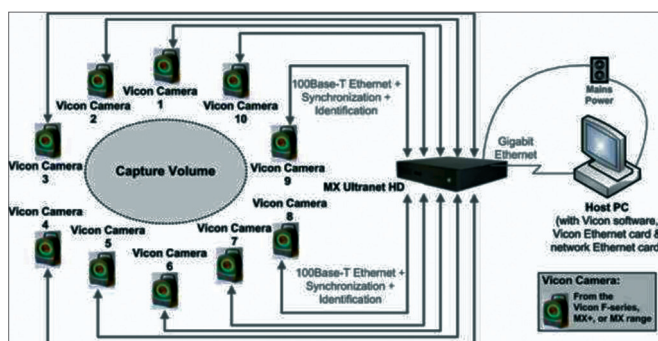 Vicon Camera
1
Vicon Camera
2
Vicon Camera
10
Vicon Camera
3
Vicon Camera
9
Capture Volume
100Base-T Ethernet +
Synchronization +
Identification
Mains
Power
Gigabit
Ethernet
MX Ultranet HD
Host PC
(with Vicon software,
Vicon Ethernet card &
network Ethernet card)
Vicon Camera
4
Vicon Camera
5
Vicon Camera
6
Vicon Camera
7
Vicon Camera
8
100Base-T Ethernet +
Synchronization +
Identification
Vicon Camera:
From the
Vicon F-series,
MX+, or MX range